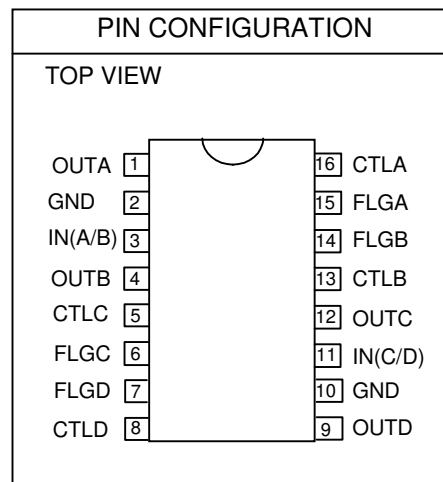 PIN CONFIGURATION
TOP VIEW
OUTA 1 16 CTLA
GND 2 15 FLGA
IN(A/B) 3 14 FLGB
OUTB 4 13 CTLB
CTLC 5 12 OUTC
FLGC 6 11 IN(C/D)
FLGD 7 10 GND
CTLD 8 9 OUTD